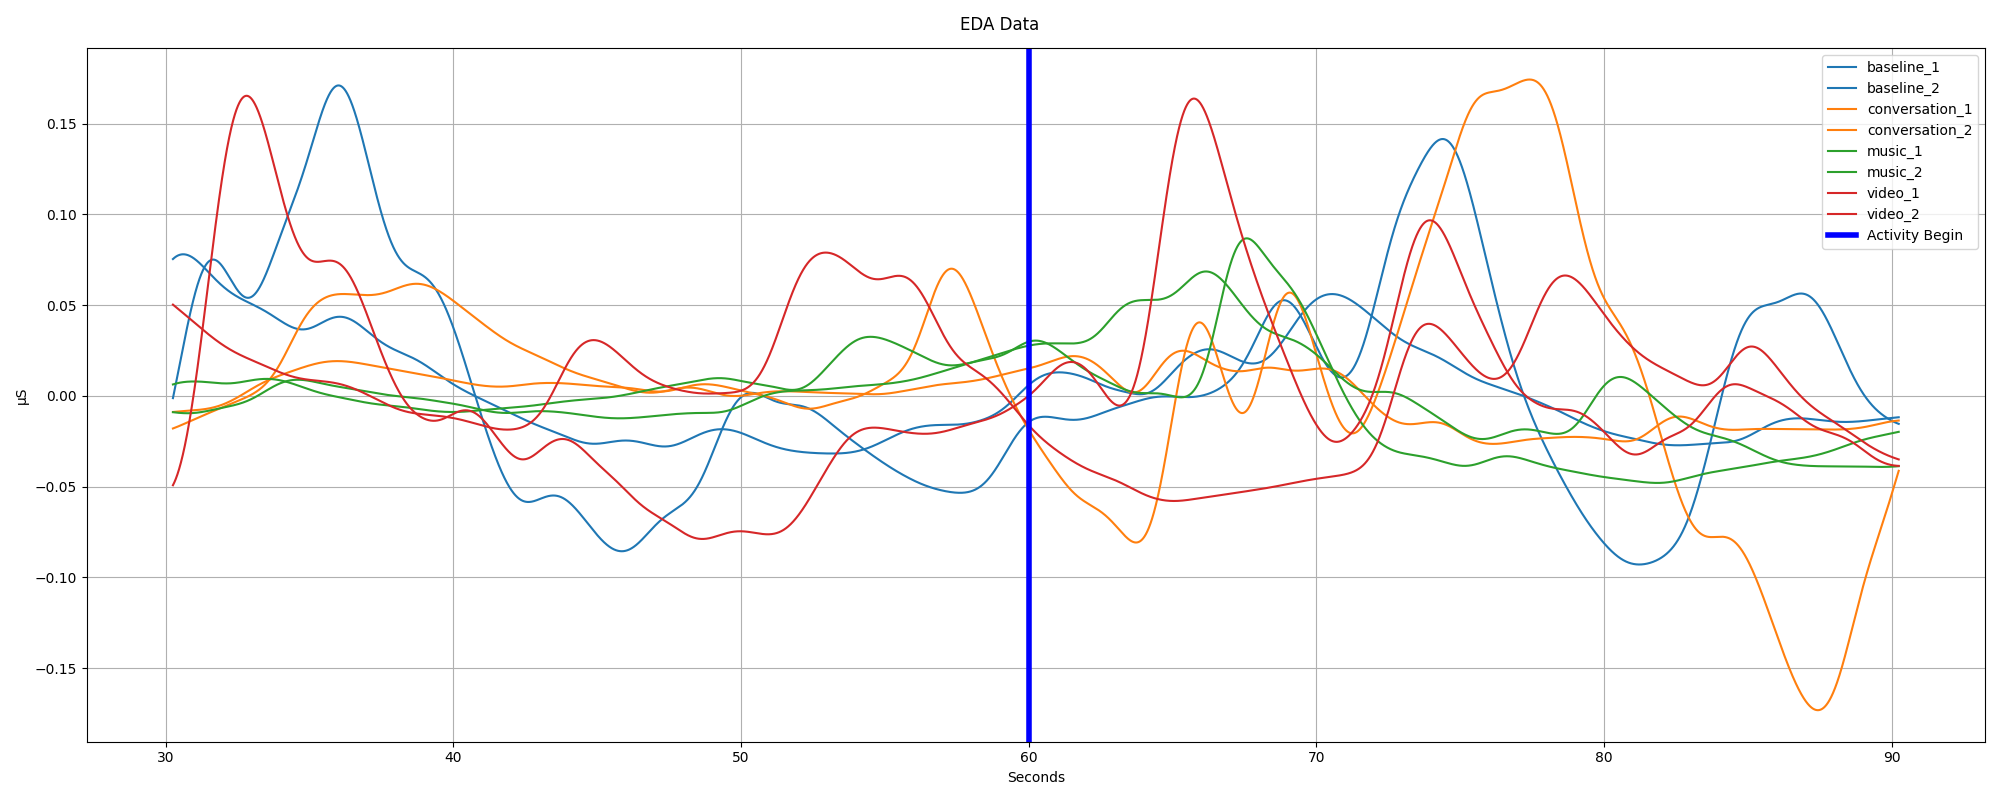 EDA Data
µS
0.15
0.10
0.05
0.00
−0.05
−0.10
−0.15
baseline_1
baseline_2
conversation_1
conversation_2
music_1
music_2
video_1
video_2
Activity Begin
30 40 50 60 70 80 90
Seconds